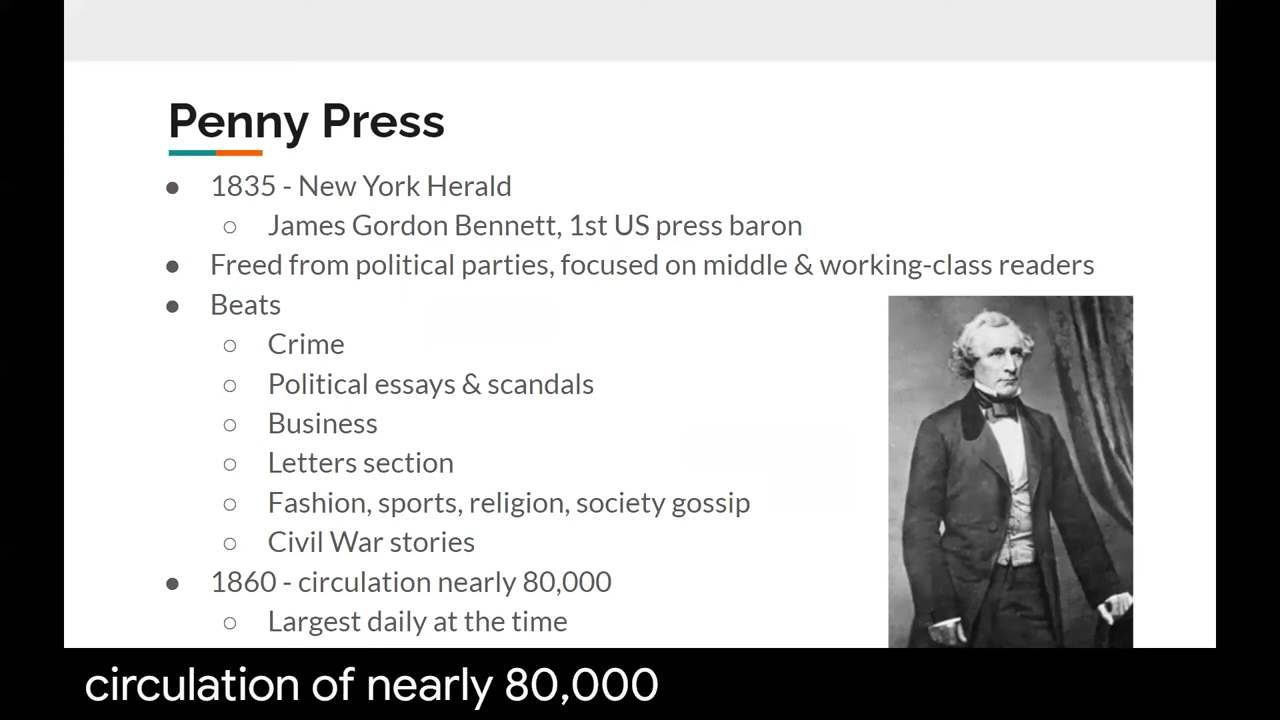 Penny Press
● 1835 - New York Herald
○ James Gordon Bennett, 1st US press baron
● Freed from political parties, focused on middle & working-class readers
● Beats
○ Crime
○ Political essays & scandals
○ Business
○ Letters section
○ Fashion, sports, religion, society gossip
○ Civil War stories
● 1860 - circulation nearly 80,000
○ Largest daily at the time
circulation of nearly 80,000